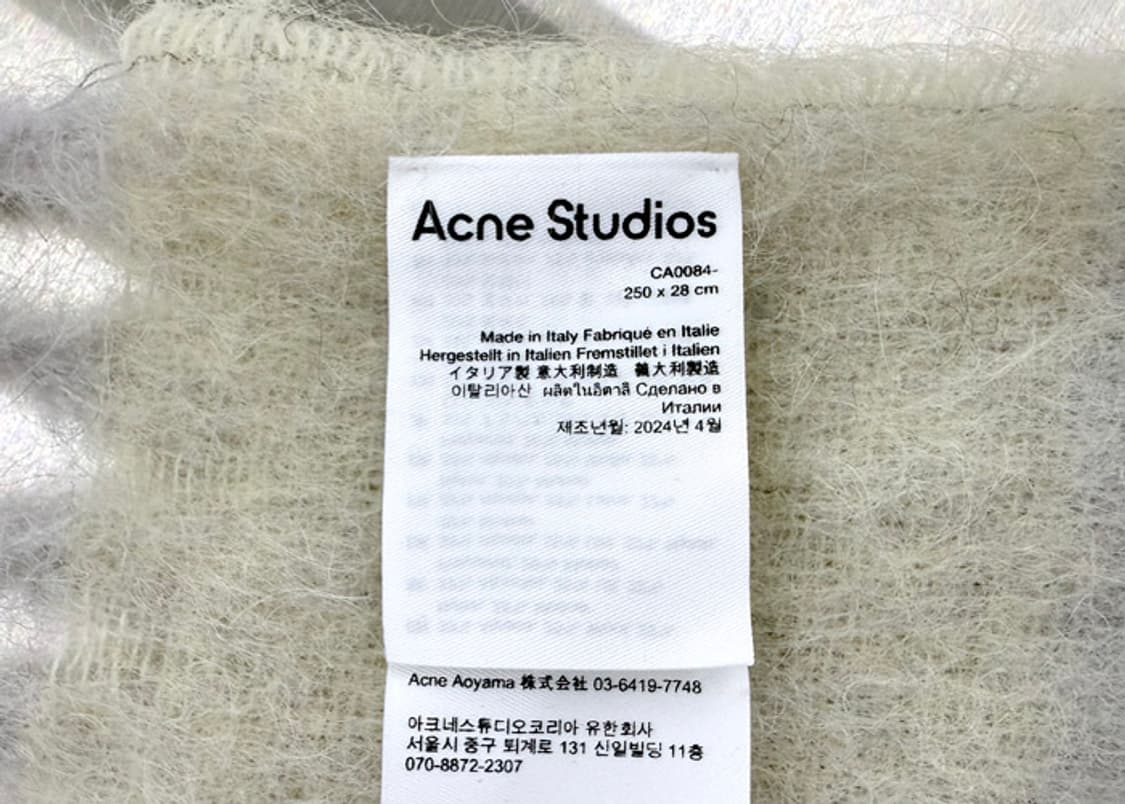 Acne Studios
CA0084-
250 x 28 cm
Made in Italy Fabriqué en Italie
Hergestellt in Italien Fremstillet i Italien
イタリア製 意大利制造 義大利製造
이탈리아산 ผลิตในอิตาลี Сделано в
Италии
제조년월: 2024년 4월
Acne Aoyama 株式会社 03-6419-7748
아크네스튜디오코리아 유한회사
서울시 중구 퇴계로 131 신일빌딩 11층
070-8872-2307